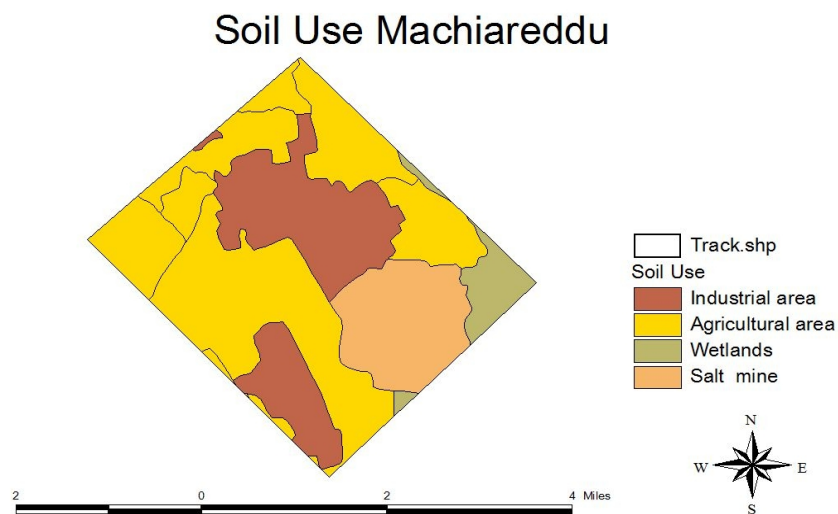 Soil Use Machiareddu
Track.shp
Soil Use
Industrial area
Agricultural area
Wetlands
Salt mine
N
W E
S
2 0 2 4 Miles